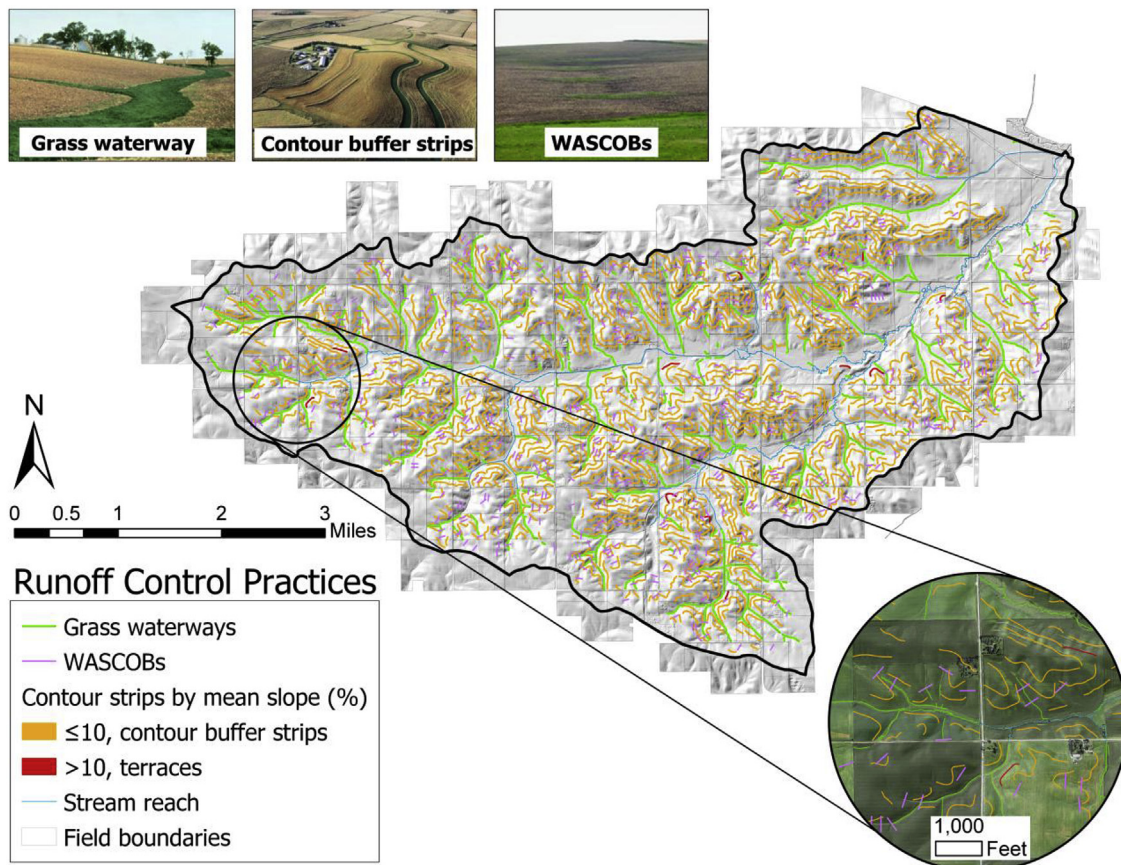 Grass waterway
Contour buffer strips
WASCOBs
N
0 0.5 1 2 3
Miles
Runoff Control Practices
Grass waterways
WASCOBs
Contour strips by mean slope (%)
≤10, contour buffer strips
>10, terraces
Stream reach
Field boundaries
1,000
Feet